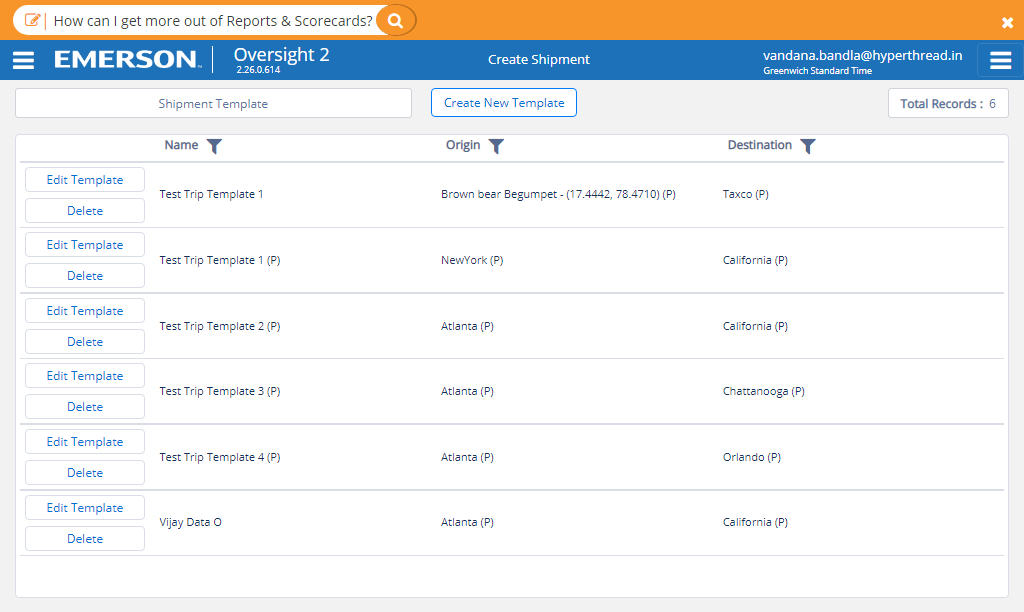 How can I get more out of Reports & Scorecards?
EMERSON™
Oversight 2
2.26.0.614
Create Shipment
vandana.bandla@hyperthread.in
Greenwich Standard Time
Shipment Template
Create New Template
Total Records : 6
Name
Origin
Destination
Edit Template
Delete
Test Trip Template 1
Brown bear Begumpet - (17.4442, 78.4710) (P)
Taxco (P)
Edit Template
Delete
Test Trip Template 1 (P)
NewYork (P)
California (P)
Edit Template
Delete
Test Trip Template 2 (P)
Atlanta (P)
California (P)
Edit Template
Delete
Test Trip Template 3 (P)
Atlanta (P)
Chattanooga (P)
Edit Template
Delete
Test Trip Template 4 (P)
Atlanta (P)
Orlando (P)
Edit Template
Delete
Vijay Data O
Atlanta (P)
California (P)